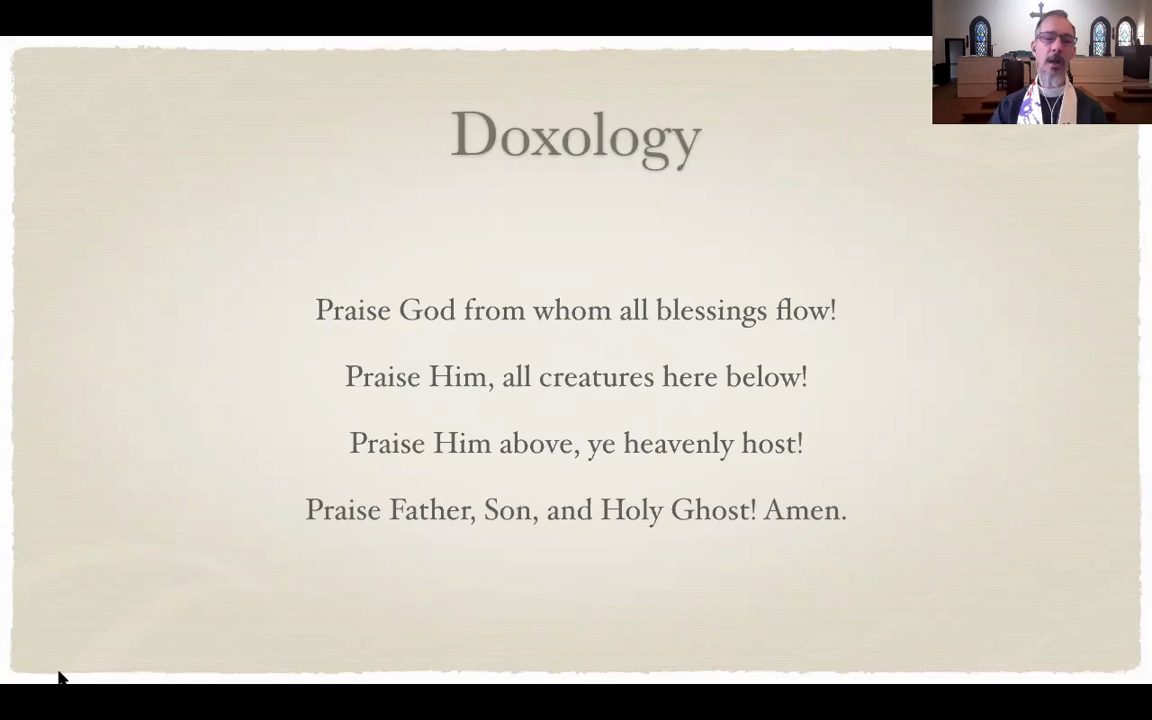 Doxology
Praise God from whom all blessings flow!
Praise Him, all creatures here below!
Praise Him above, ye heavenly host!
Praise Father, Son, and Holy Ghost! Amen.